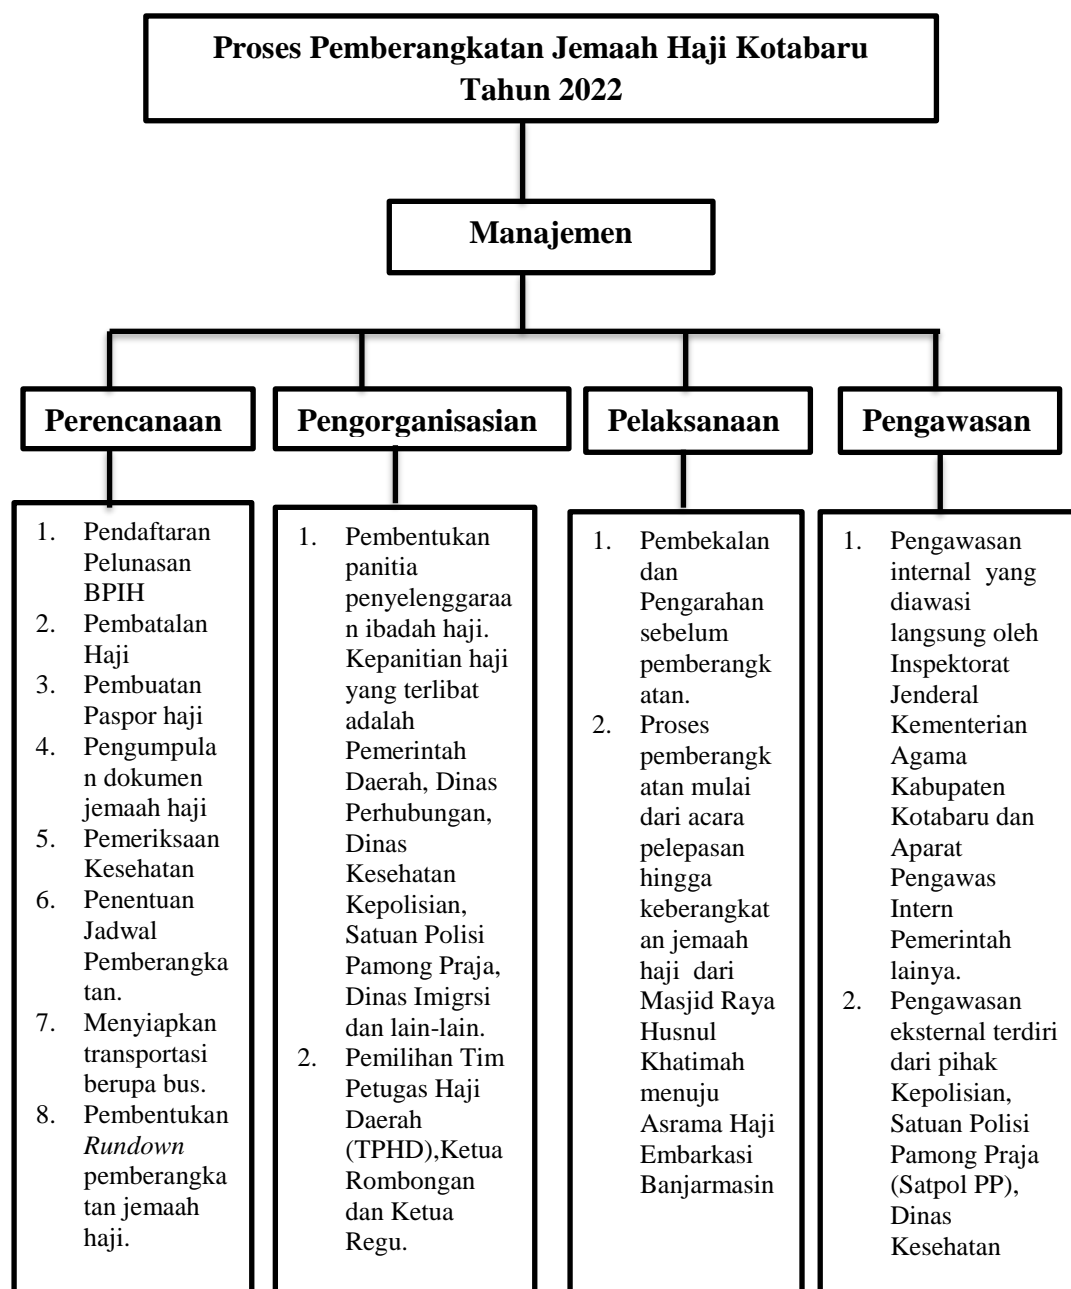 Proses Pemberangkatan Jemaah Haji Kotabaru
Tahun 2022
Manajemen
Perencanaan
Pengorganisasian
Pelaksanaan
Pengawasan
1. Pendaftaran
Pelunasan
BPIH
2. Pembatalan
Haji
3. Pembuatan
Paspor haji
4. Pengumpula
n dokumen
jemaah haji
5. Pemeriksaan
Kesehatan
6. Penentuan
Jadwal
Pemberangka
tan.
7. Menyiapkan
transportasi
berupa bus.
8. Pembentukan
Rundown
pemberangka
tan jemaah
haji.
1. Pembentukan
panitia
penyelenggaraa
n ibadah haji.
Kepanitian haji
yang terlibat
adalah
Pemerintah
Daerah, Dinas
Perhubungan,
Dinas
Kesehatan
Kepolisian,
Satuan Polisi
Pamong Praja,
Dinas Imigrsi
dan lain-lain.
2. Pemilihan Tim
Petugas Haji
Daerah
(TPHD),Ketua
Rombongan
dan Ketua
Regu.
1. Pembekalan
dan
Pengarahan
sebelum
pemberangk
atan.
2. Proses
pemberangk
atan mulai
dari acara
pelepasan
hingga
keberangkat
an jemaah
haji dari
Masjid Raya
Husnul
Khatimah
menuju
Asrama Haji
Embarkasi
Banjarmasin
1. Pengawasan
internal yang
diawasi
langsung oleh
Inspektorat
Jenderal
Kementerian
Agama
Kabupaten
Kotabaru dan
Aparat
Pengawas
Intern
Pemerintah
lainya.
2. Pengawasan
eksternal terdiri
dari pihak
Kepolisian,
Satuan Polisi
Pamong Praja
(Satpol PP),
Dinas
Kesehatan